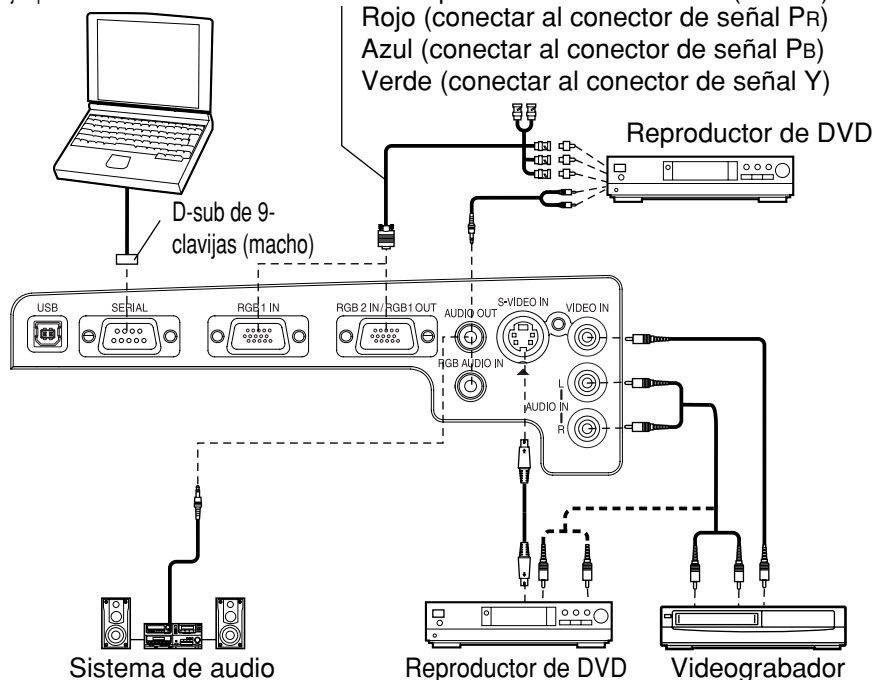 Rojo (conectar al conector de señal PR)
Azul (conectar al conector de señal PB)
Verde (conectar al conector de señal Y)
Reproductor de DVD
D-sub de 9-
clavijas (macho)
USB
SERIAL
RGB 1 IN
RGB 2 IN/RGB1 OUT
AUDIO OUT
S-VIDEO IN
VIDEO IN
RGB AUDIO IN
L
AUDIO IN
R
Sistema de audio
Reproductor de DVD
Videograbador